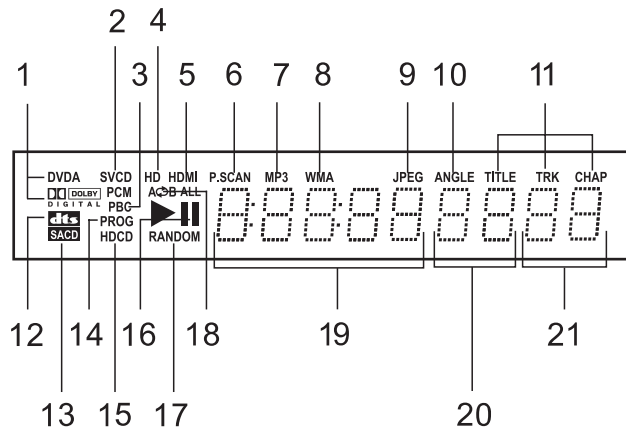 2 4
1 3 5 6 7 8 9 10 11
DVDA SVCD HD HDMI P.SCAN MP3 WMA JPEG ANGLE TITLE TRK CHAP
DOLBY PCM A B ALL
DIGITAL PBC
dts PROG
SACD HDCD RANDOM
12 14 16 18 19 21
13 15 17 20